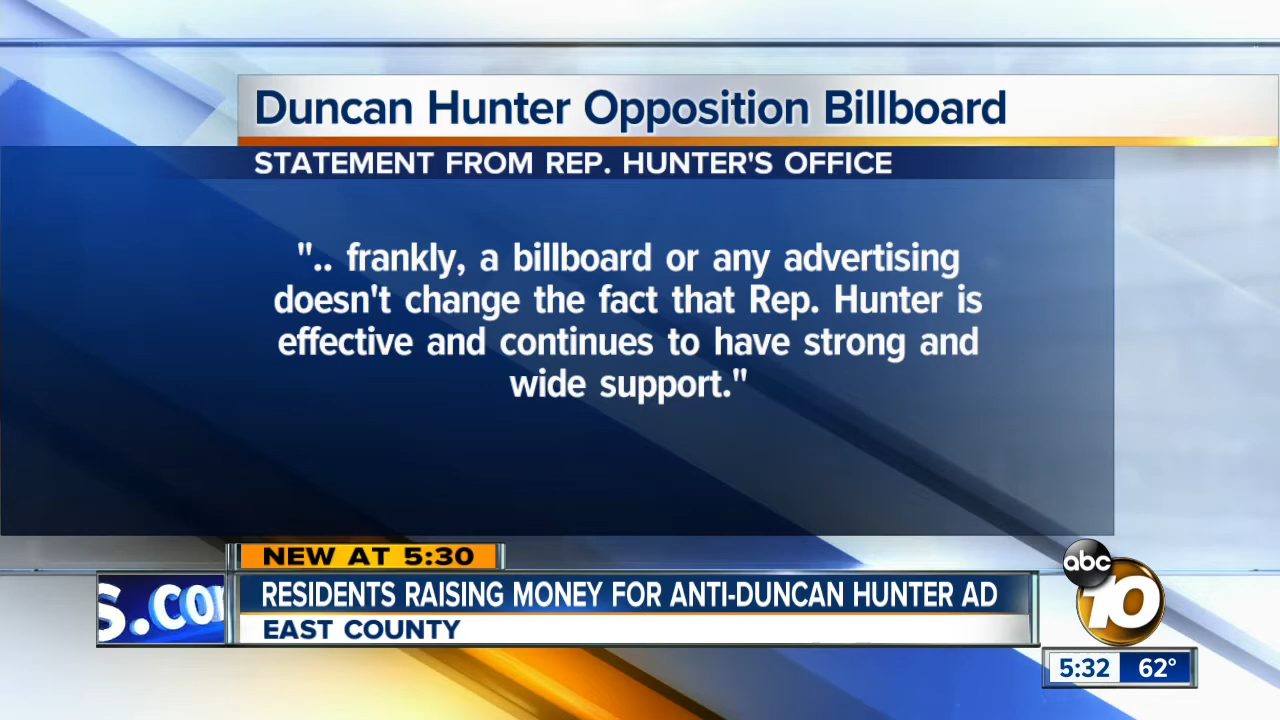 Duncan Hunter Opposition Billboard
STATEMENT FROM REP. HUNTER'S OFFICE
".. frankly, a billboard or any advertising
doesn't change the fact that Rep. Hunter is
effective and continues to have strong and
wide support."
NEW AT 5:30
S.co
RESIDENTS RAISING MONEY FOR ANTI-DUNCAN HUNTER AD
EAST COUNTY
abc
10
5:32 62°